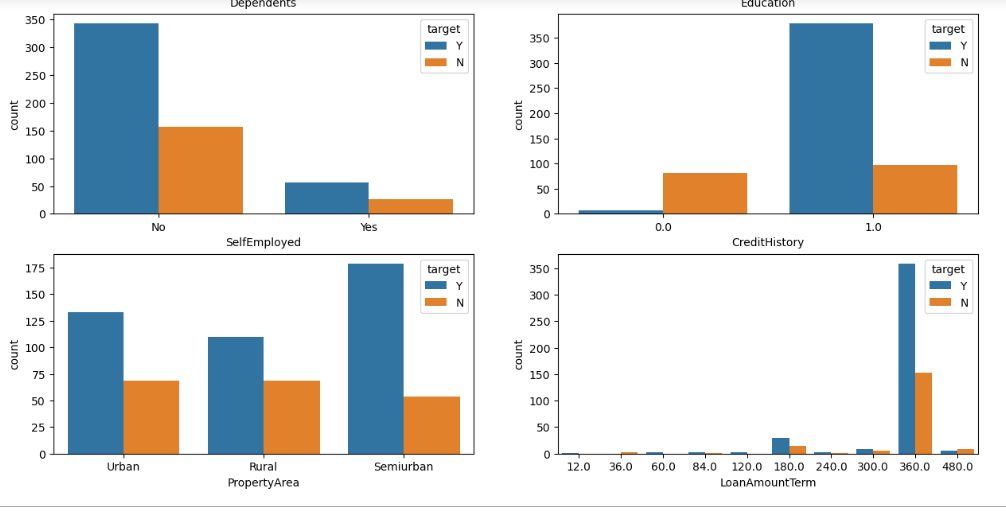 Dependents
Education
350
300
250
200
150
100
50
0
count
No
Yes
SelfEmployed
target
Y
N
350
300
250
200
150
100
50
0
count
0.0
1.0
CreditHistory
target
Y
N
175
150
125
100
75
50
25
0
count
Urban
Rural
Semiurban
PropertyArea
target
Y
N
350
300
250
200
150
100
50
0
count
12.0 36.0 60.0 84.0 120.0 180.0 240.0 300.0 360.0 480.0
LoanAmountTerm
target
Y
N